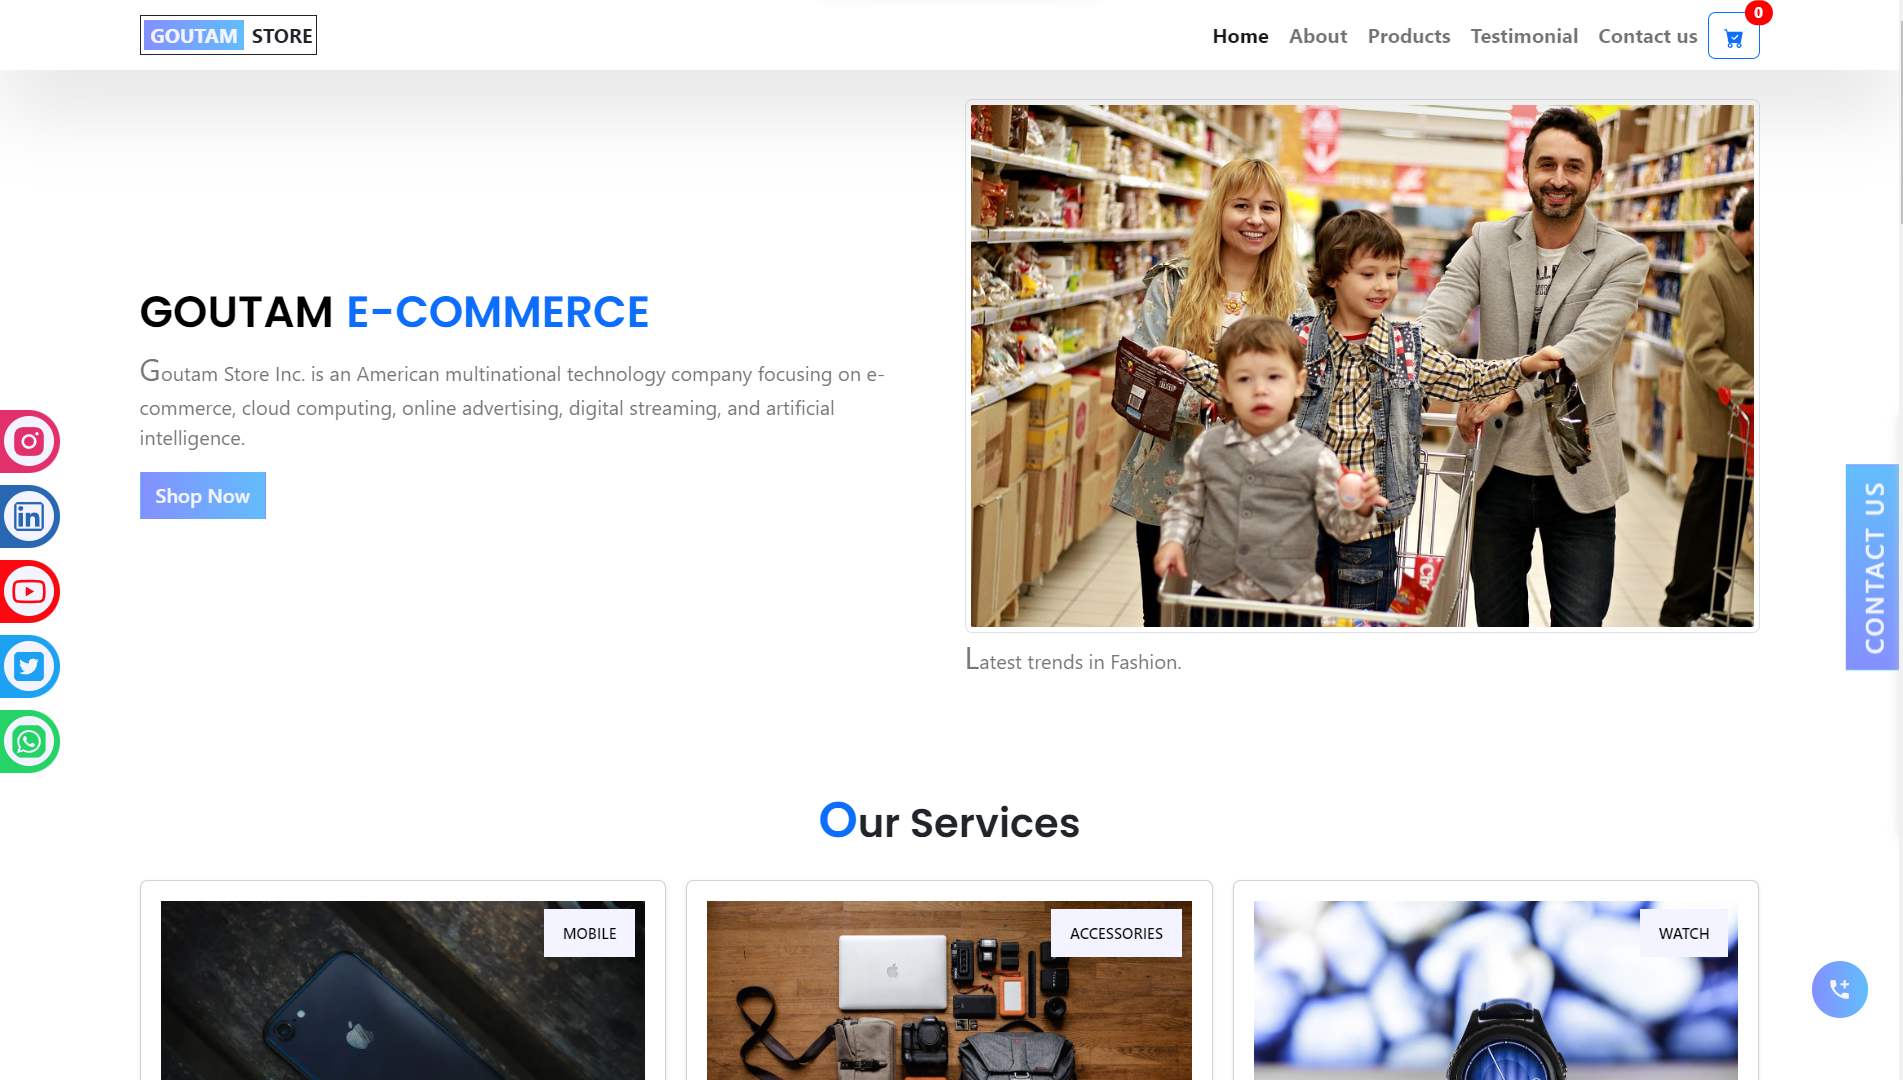 GOUTAM STORE
Home
About
Products
Testimonial
Contact us
0
GOUTAM E-COMMERCE
Goutam Store Inc. is an American multinational technology company focusing on e-
commerce, cloud computing, online advertising, digital streaming, and artificial
intelligence.
Shop Now
Latest trends in Fashion.
CONTACT US
Our Services
MOBILE
ACCESSORIES
WATCH